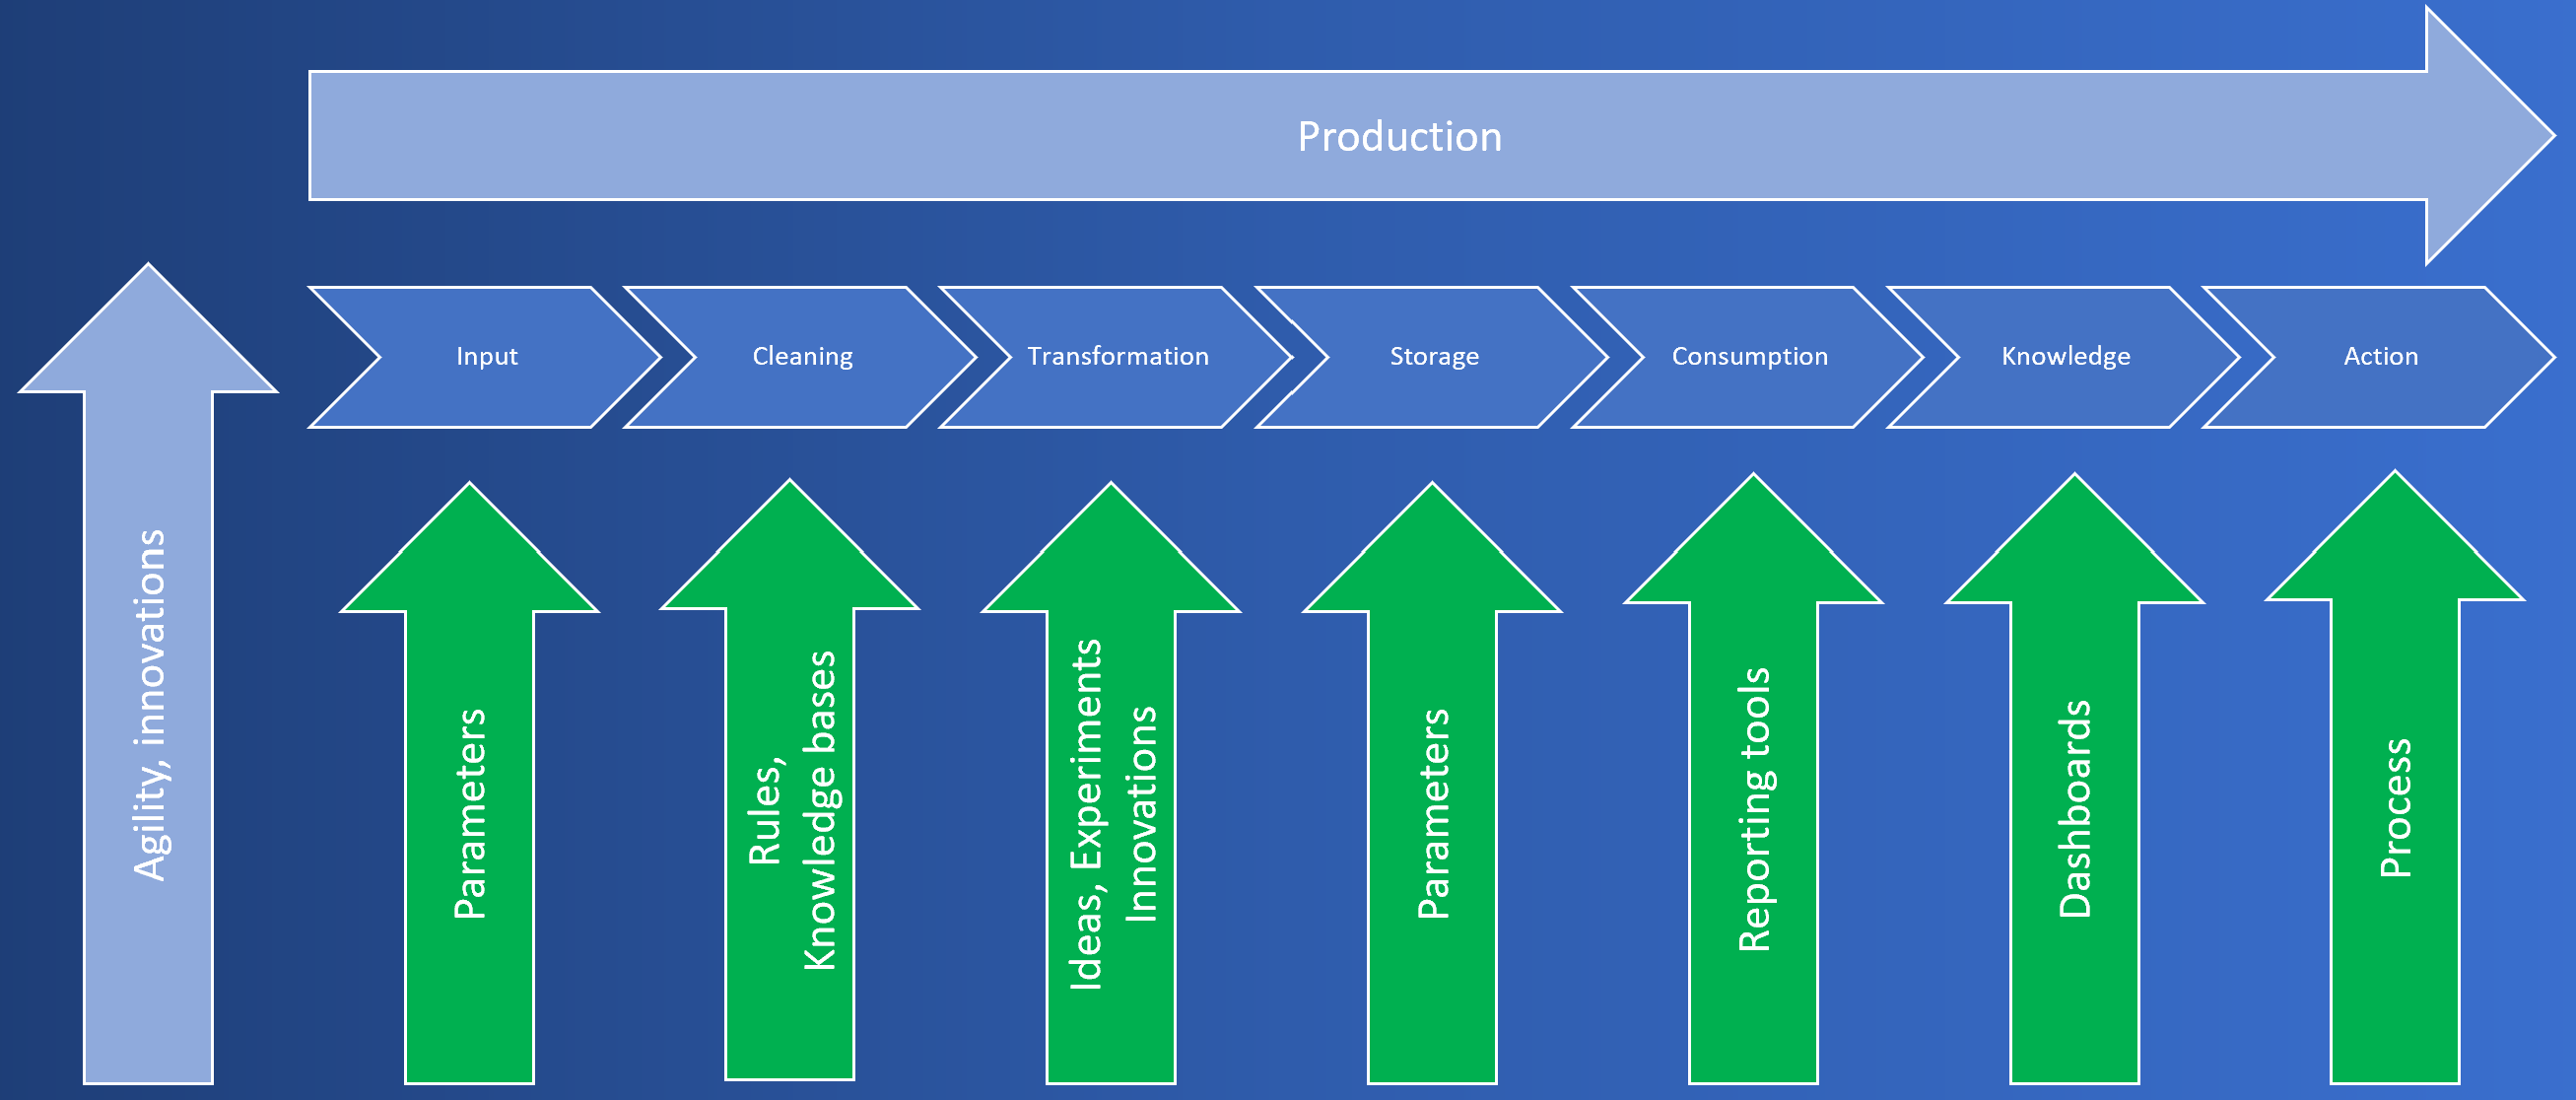 Production
Input
Cleaning
Transformation
Storage
Consumption
Knowledge
Action
Agility, innovations
Parameters
Rules,
Knowledge bases
Ideas, Experiments
Innovations
Parameters
Reporting tools
Dashboards
Process